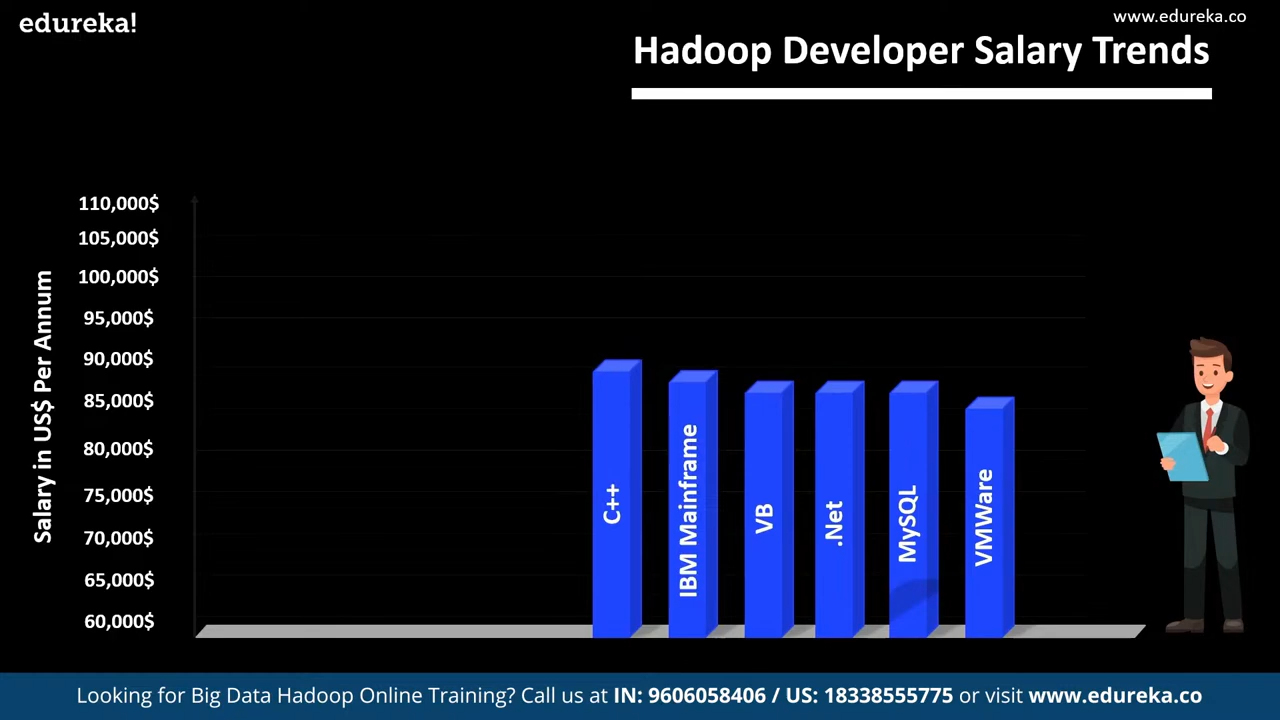 edureka!
www.edureka.co
Hadoop Developer Salary Trends
Salary in US$ Per Annum
110,000$
105,000$
100,000$
95,000$
90,000$
85,000$
80,000$
75,000$
70,000$
65,000$
60,000$
C++
IBM Mainframe
VB
.Net
MySQL
VMWare
Looking for Big Data Hadoop Online Training? Call us at IN: 9606058406 / US: 18338555775 or visit www.edureka.co